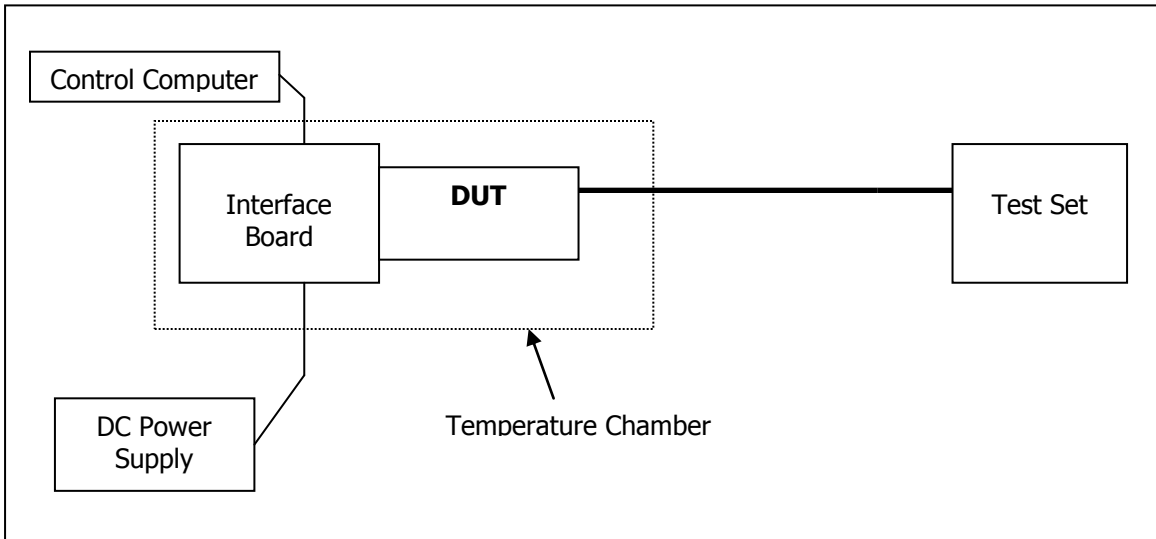 Control Computer
Interface
Board
DUT
Test Set
DC Power
Supply
Temperature Chamber